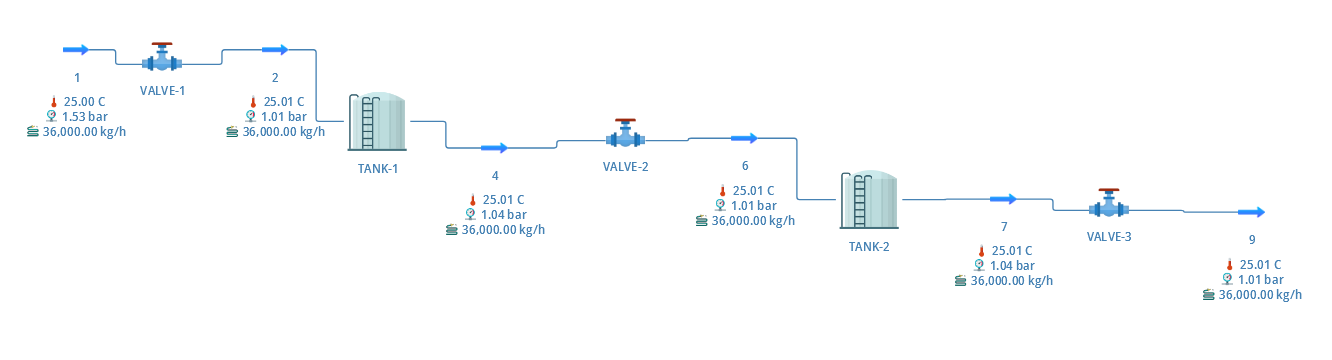 1
25.00 C
1.53 bar
36,000.00 kg/h
VALVE-1
2
25.01 C
1.01 bar
36,000.00 kg/h
TANK-1
4
25.01 C
1.04 bar
36,000.00 kg/h
VALVE-2
6
25.01 C
1.01 bar
36,000.00 kg/h
TANK-2
7
25.01 C
1.04 bar
36,000.00 kg/h
VALVE-3
9
25.01 C
1.01 bar
36,000.00 kg/h